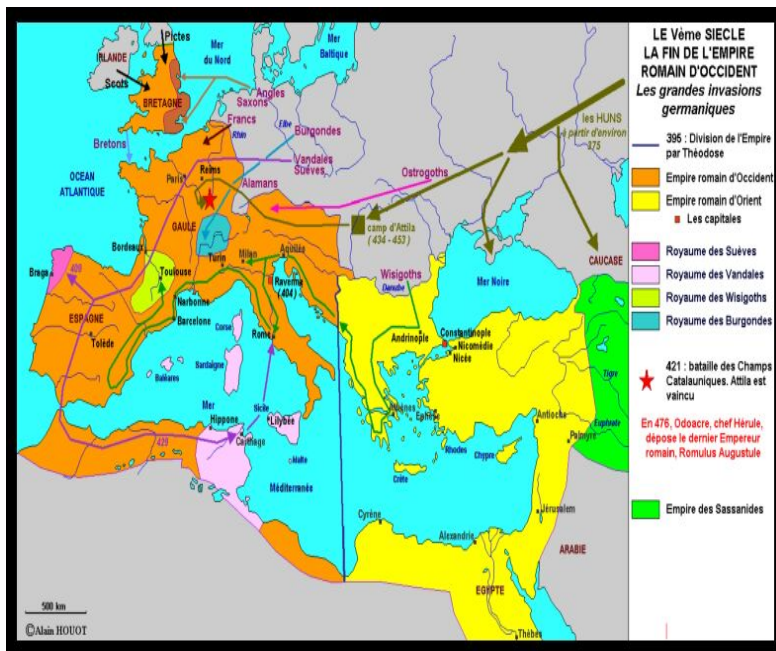 LE Vème SIECLE
LA FIN DE L'EMPIRE
ROMAIN D'OCCIDENT
Les grandes invasions
germaniques
395 : Division de l'Empire
par Théodose
Empire romain d'Occident
Empire romain d'Orient
Les capitales
Royaume des Suèves
Royaume des Vandales
Royaume des Wisigoths
Royaume des Burgondes
421 : bataille des Champs
Catalauniques. Attila est
vaincu
En 476, Odoacre, chef Hérule,
dépose le dernier Empereur
romain, Romulus Augustule
Empire des Sassanides
Pictes
IRLANDE
Scots
BRETAGNE
Mer
du Nord
Mer
Baltique
Angles
Saxons
Francs
Rhin
Elbe
Burgondes
Bretons
Vandales
Suèves
les HUNS
à partir d'environ
375
OCEAN
ATLANTIQUE
Paris
Reims
Alamans
Ostrogoths
GAULE
camp d'Attila
(434 - 453)
CAUCASE
Bordeaux
Milan
Aquilée
Turin
Ravenne
(404)
Wisigoths
Danube
Mer Noire
Braga
409
Toulouse
Narbonne
Barcelone
ESPAGNE
Tolède
Corse
Rome
Andrinople
Constantinople
Nicomédie
Nicée
Baléares
Sardaigne
Tigre
Athènes
Ephèse
Euphrate
Mer
Sicile
Hippone
Lilybée
Carthage
429
Malte
Méditerranée
Antioche
Palmyre
Rhodes
Chypre
Crète
Cyrène
Alexandrie
Jérusalem
ARABIE
EGYPTE
Thèbes
500 km
©Alain HOUOT